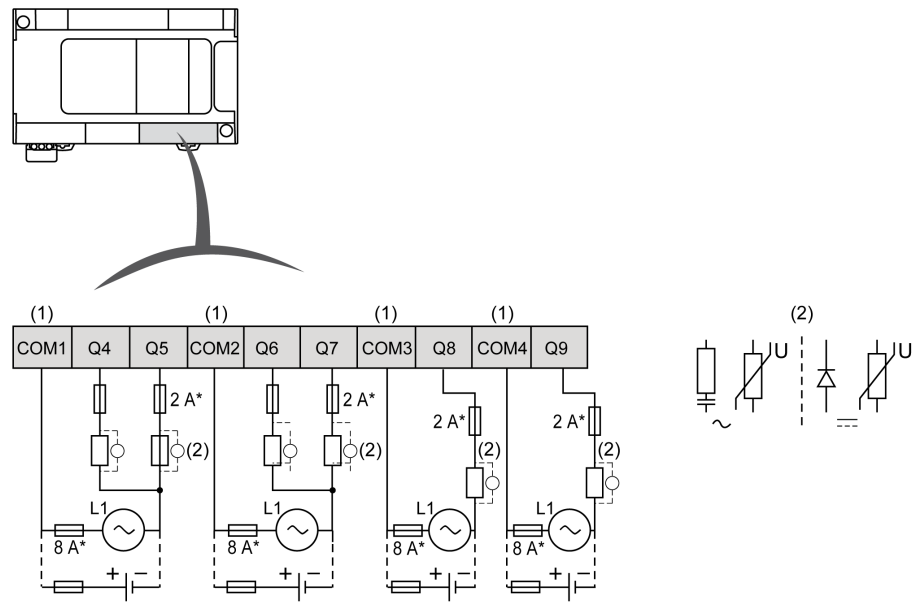 (1) (1) (1) (1) (2)
COM1 Q4 Q5 COM2 Q6 Q7 COM3 Q8 COM4 Q9
U U
2 A* 2 A* 2 A* 2 A*
(2) (2) (2) (2)
L1 L1 L1 L1
8 A* 8 A* 8 A* 8 A*
+ − + − + − + −